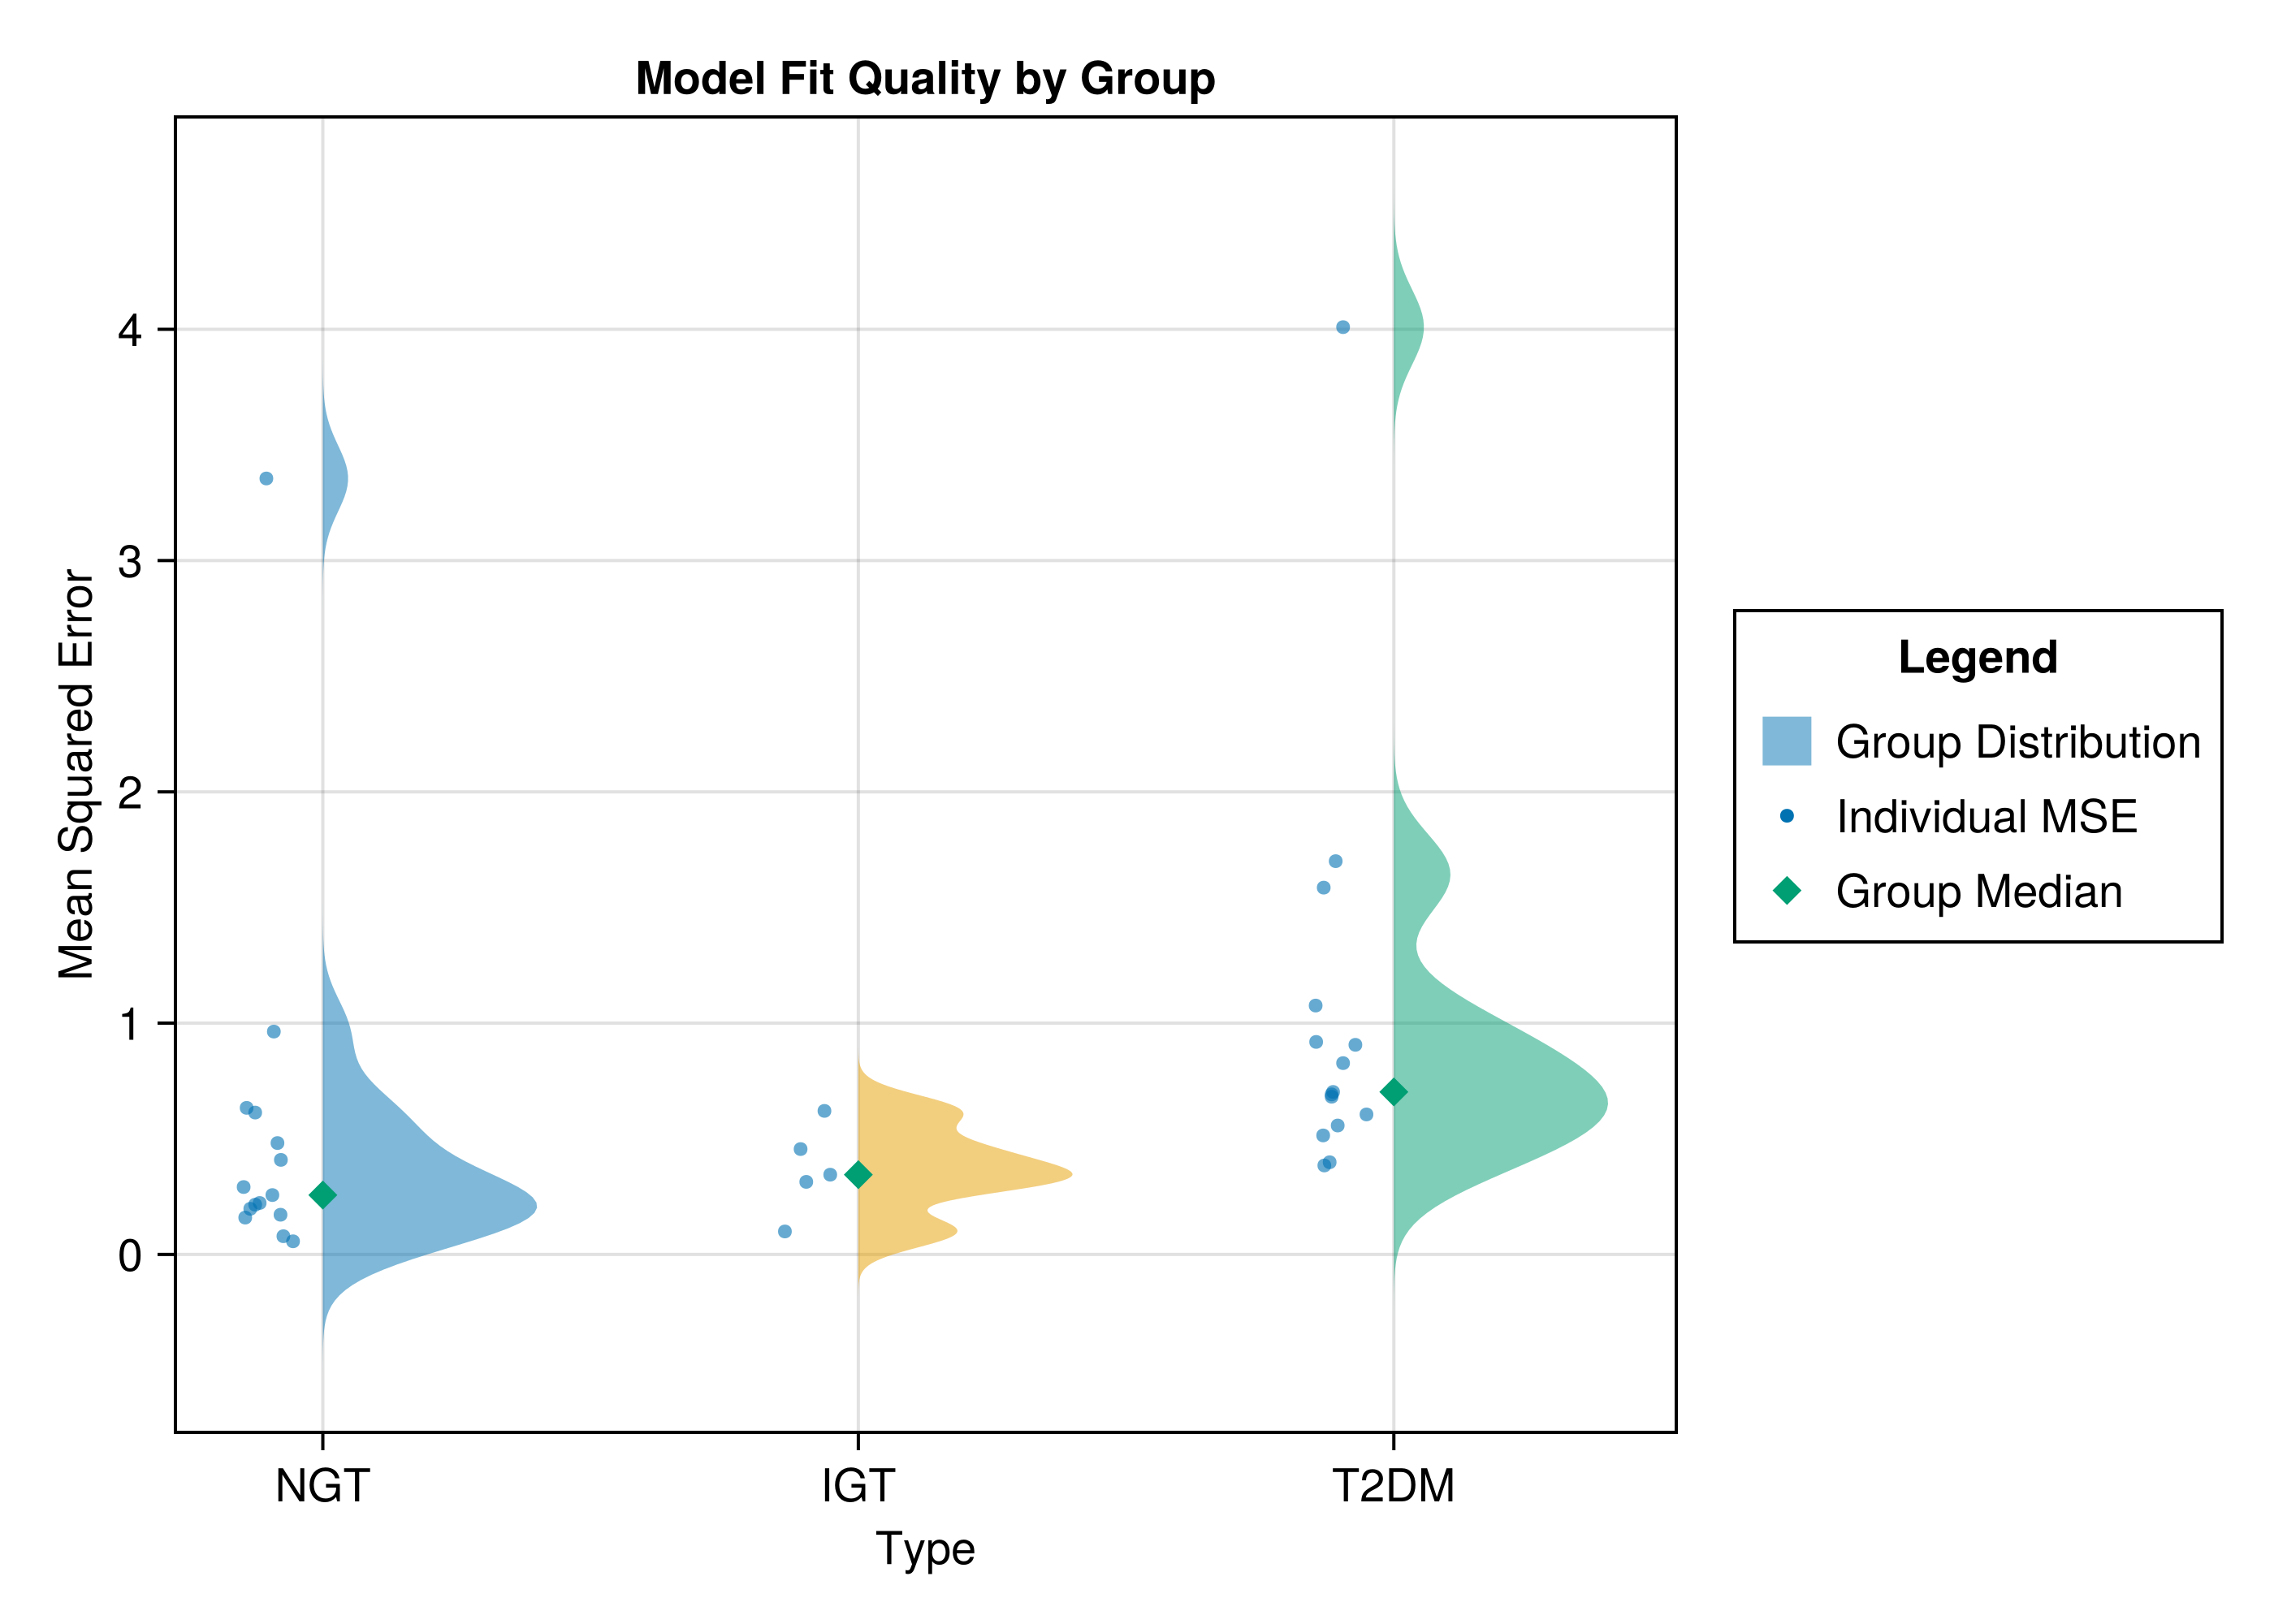 Model Fit Quality by Group
Mean Squared Error
4
3
2
1
0
NGT
IGT
T2DM
Type
Legend
Group Distribution
Individual MSE
Group Median